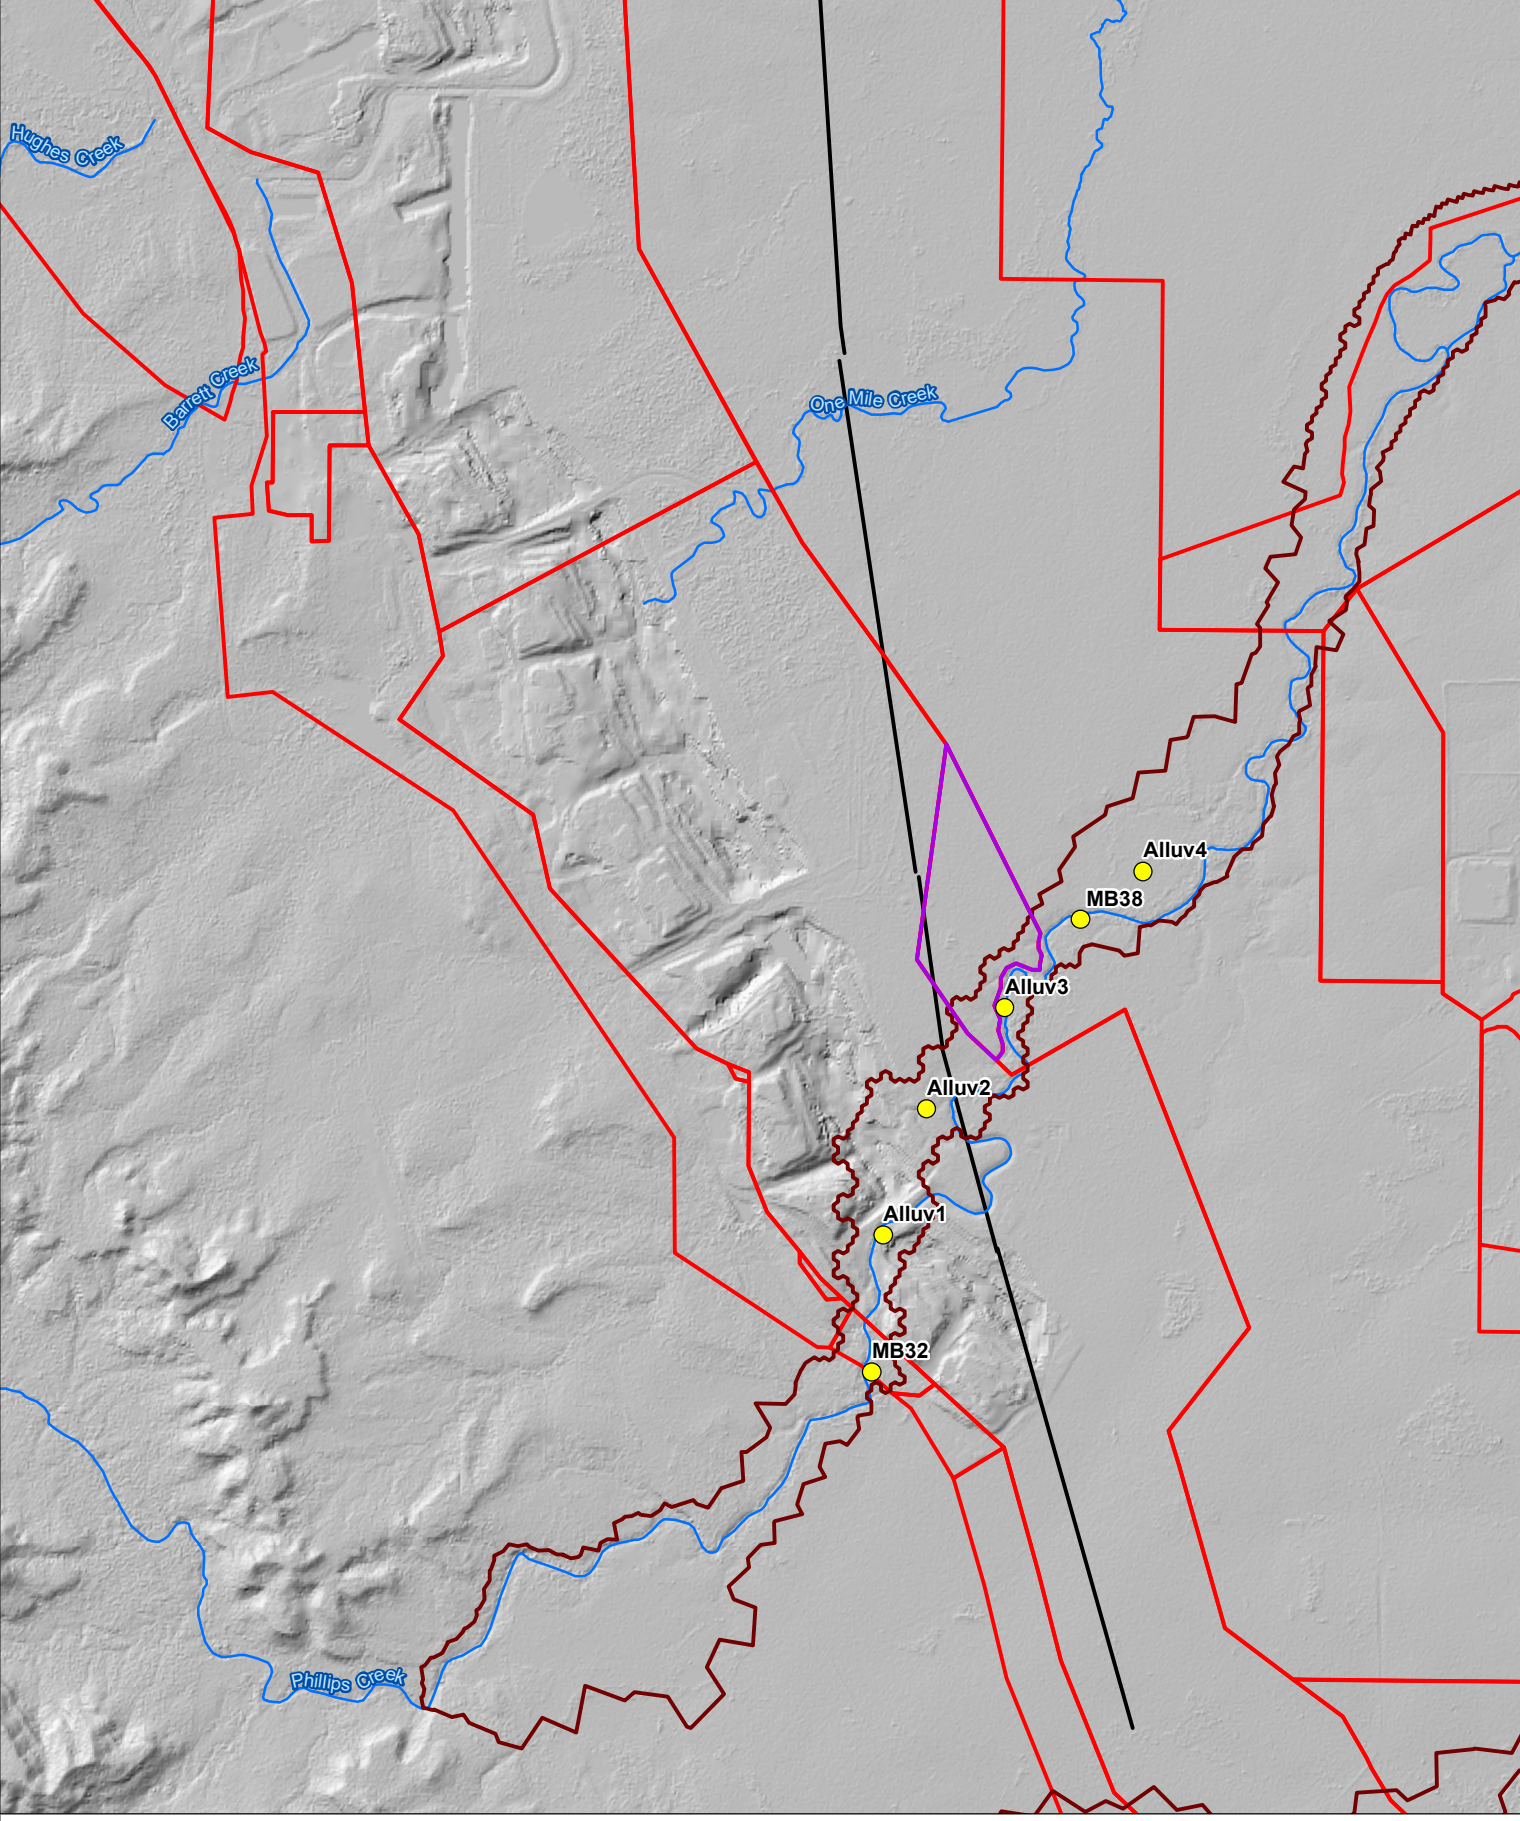 Hughes Creek
Barrett Creek
One Mile Creek
Alluv4
MB38
Alluv3
Alluv2
Alluv1
MB32
Phillips Creek